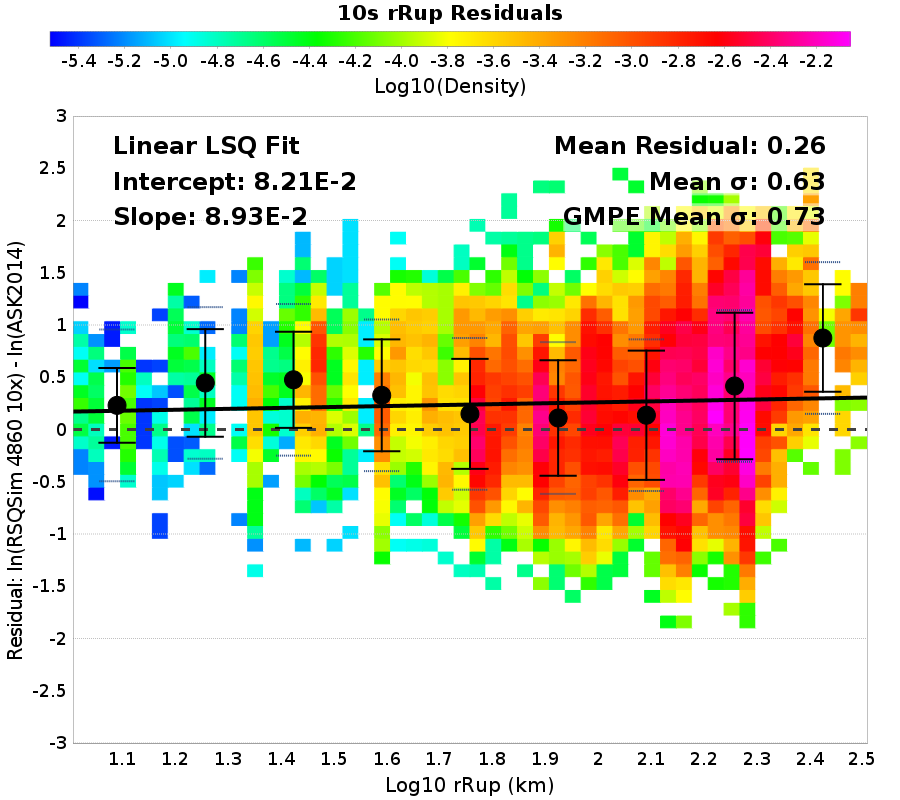 10s rRup Residuals
-5.4 -5.2 -5.0 -4.8 -4.6 -4.4 -4.2 -4.0 -3.8 -3.6 -3.4 -3.2 -3.0 -2.8 -2.6 -2.4 -2.2
Log10(Density)
Linear LSQ Fit
Intercept: 8.21E-2
Slope: 8.93E-2
Mean Residual: 0.26
Mean σ: 0.63
GMPE Mean σ: 0.73
Residual: ln(RSQSim 4860 10x) - ln(ASK2014)
3
2.5
2
1.5
1
0.5
0
-0.5
-1
-1.5
-2
-2.5
-3
1.1 1.2 1.3 1.4 1.5 1.6 1.7 1.8 1.9 2 2.1 2.2 2.3 2.4 2.5
Log10 rRup (km)